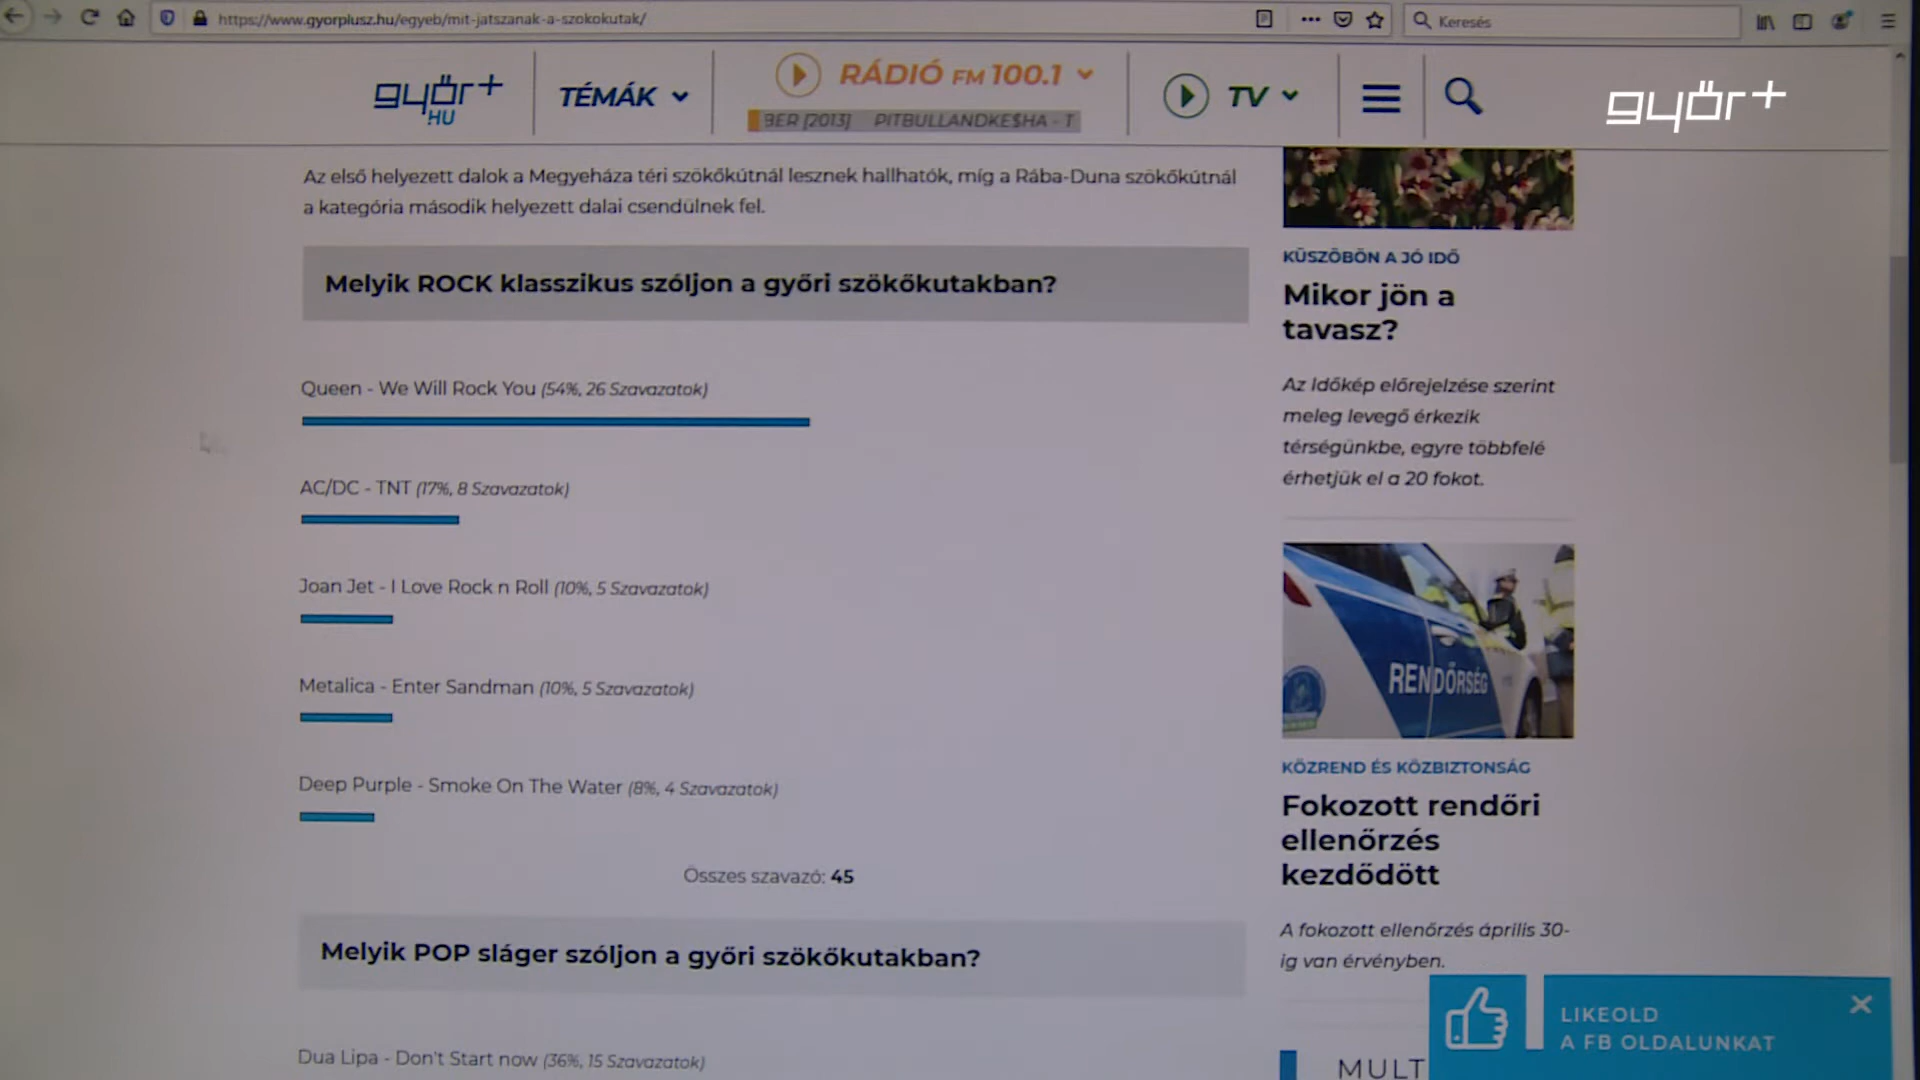 https://www.gyorplusz.hu/egyeb/mit-jatszanak-a-szokokutak/
Keresés
győr+
.HU
TÉMÁK
RÁDIÓ FM 100.1
BER [2013] PITBULLANDKE$HA - T
TV
győr+
Az első helyezett dalok a Megyeháza téri szökőkútnál lesznek hallhatók, míg a Rába-Duna szökőkútnál
a kategória második helyezett dalai csendülnek fel.
Melyik ROCK klasszikus szóljon a győri szökőkutakban?
Queen - We Will Rock You (54%, 26 Szavazatok)
AC/DC - TNT (17%, 8 Szavazatok)
Joan Jet - I Love Rock n Roll (10%, 5 Szavazatok)
Metalica - Enter Sandman (10%, 5 Szavazatok)
Deep Purple - Smoke On The Water (8%, 4 Szavazatok)
Összes szavazó: 45
Melyik POP sláger szóljon a győri szökőkutakban?
Dua Lipa - Don't Start now (36%, 15 Szavazatok)
KÜSZÖBÖN A JÓ IDŐ
Mikor jön a
tavasz?
Az Időkép előrejelzése szerint
meleg levegő érkezik
térségünkbe, egyre többfelé
érhetjük el a 20 fokot.
RENDŐRSÉG
KÖZREND ÉS KÖZBIZTONSÁG
Fokozott rendőri
ellenőrzés
kezdődött
A fokozott ellenőrzés április 30-
ig van érvényben.
MULT
LIKEOLD
A FB OLDALUNKAT